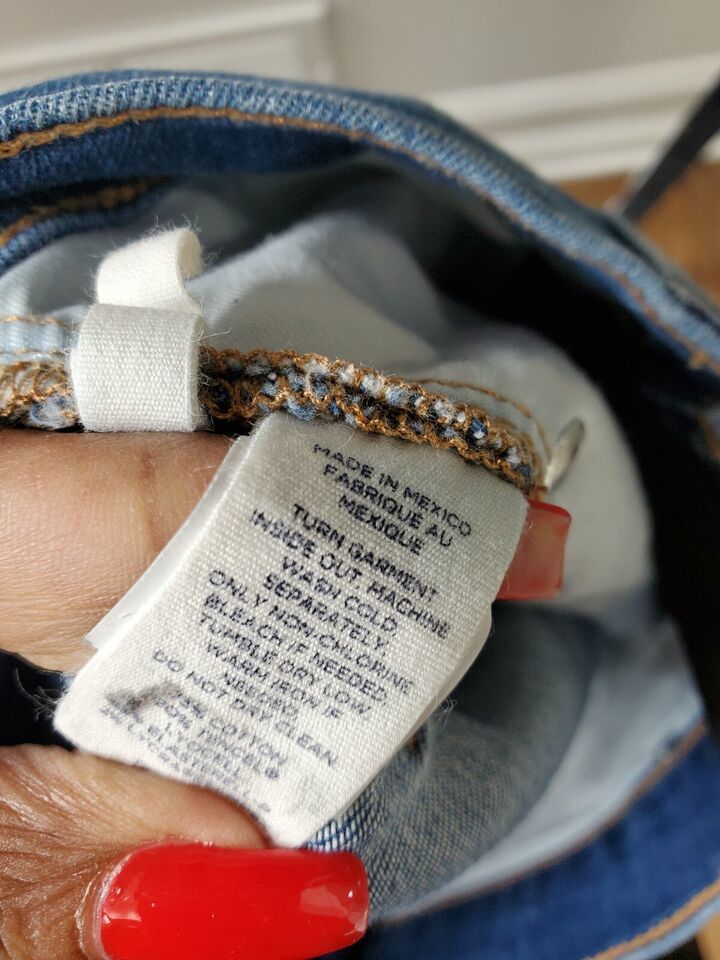 MADE IN MEXICO
FABRIQUE AU
MEXIQUE
TURN GARMENT
INSIDE OUT, MACHINE
WASH COLD
SEPARATELY.
ONLY NON-CHLORINE
BLEACH IF NEEDED
TUMBLE DRY LOW.
WARM IRON IF
NEEDED.
DO NOT DRY CLEAN
COTTON